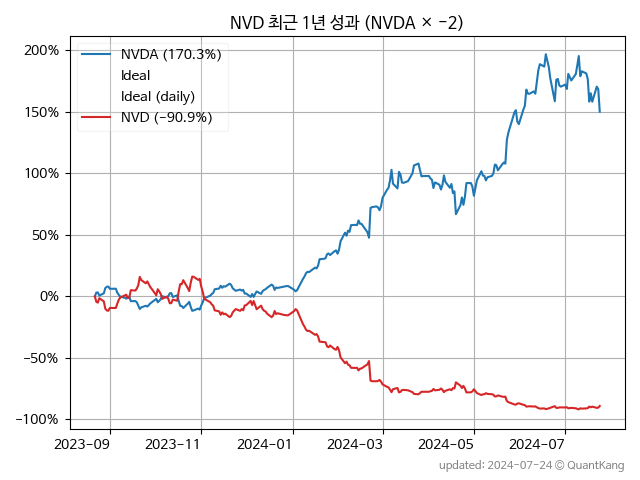 NVD 최근 1년 성과 (NVDA × −2)
200%
150%
100%
50%
0%
−50%
−100%
NVDA (170.3%)
Ideal
Ideal (daily)
NVD (−90.9%)
2023-09
2023-11
2024-01
2024-03
2024-05
2024-07
updated: 2024-07-24 © QuantKang